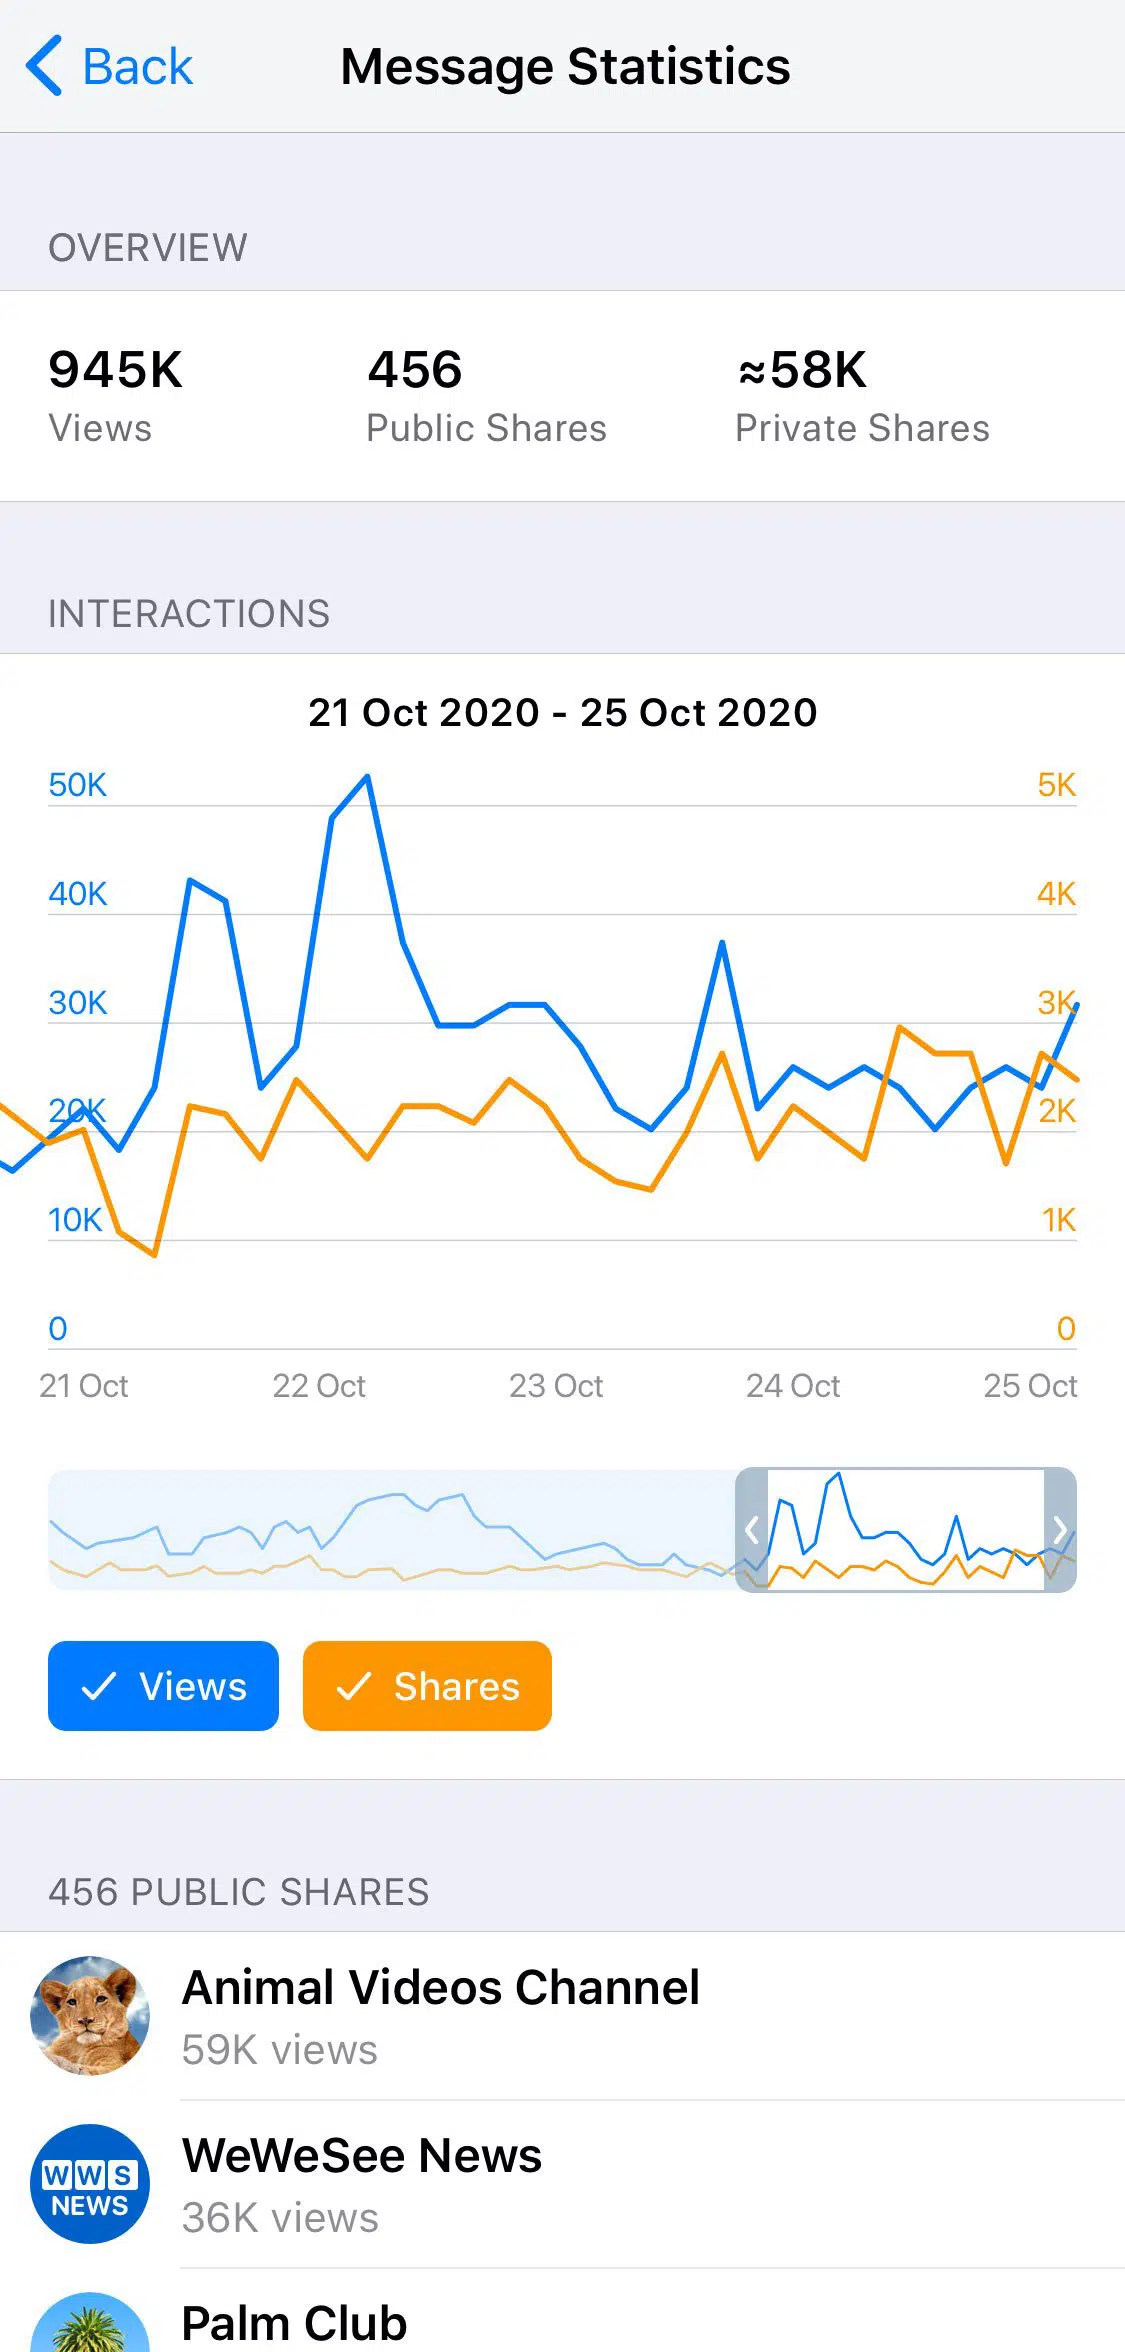 Back
Message Statistics
OVERVIEW
945K
Views
456
Public Shares
≈58K
Private Shares
INTERACTIONS
21 Oct 2020 - 25 Oct 2020
50K 5K
40K 4K
30K 3K
20K 2K
10K 1K
0 0
21 Oct 22 Oct 23 Oct 24 Oct 25 Oct
Views
Shares
456 PUBLIC SHARES
Animal Videos Channel
59K views
WWS
NEWS
WeWeSee News
36K views
Palm Club